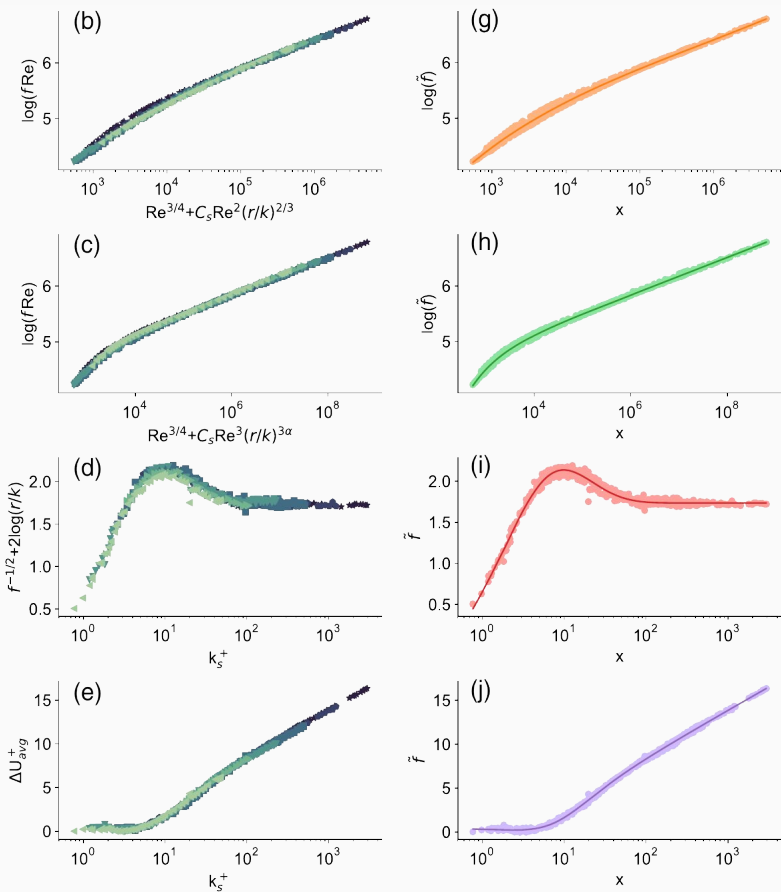 (b)
log(f Re)
6
5
10^3 10^4 10^5 10^6
Re^{3/4}+C_sRe^2(r/k)^{2/3}
(g)
log(f̃)
6
5
10^3 10^4 10^5 10^6
x
(c)
log(f Re)
6
5
10^4 10^6 10^8
Re^{3/4}+C_sRe^3(r/k)^{3α}
(h)
log(f̃)
6
5
10^4 10^6 10^8
x
(d)
f^{-1/2}+2log(r/k)
2.0
1.5
1.0
0.5
10^0 10^1 10^2 10^3
k_s^+
(i)
f̃
2.0
1.5
1.0
0.5
10^0 10^1 10^2 10^3
x
(e)
ΔU_{avg}^+
15
10
5
0
10^0 10^1 10^2 10^3
k_s^+
(j)
f̃
15
10
5
0
10^0 10^1 10^2 10^3
x